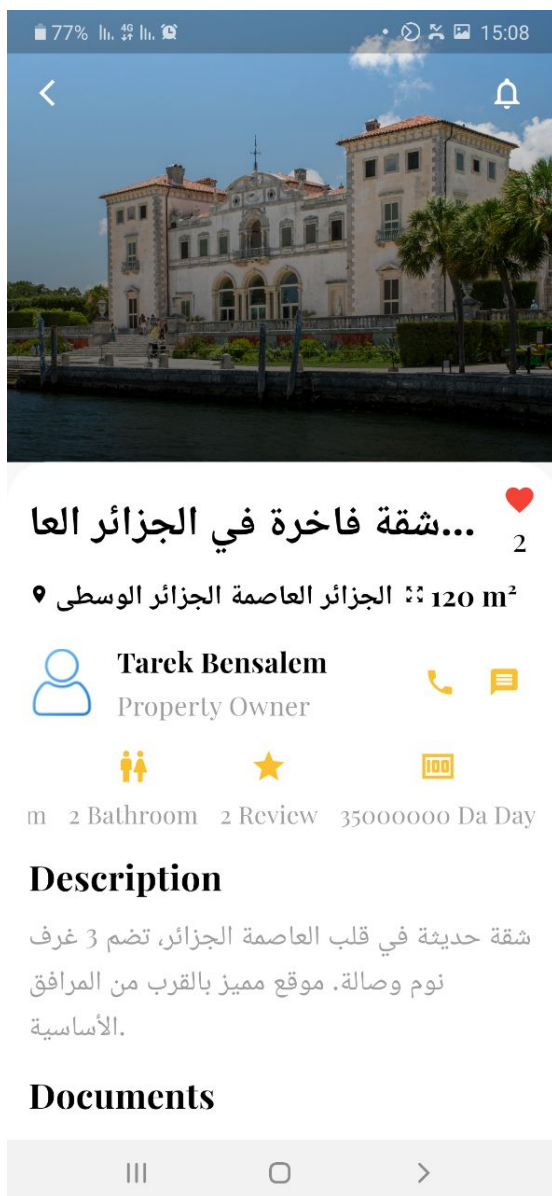 77% 4G 15:08
شقة فاخرة في الجزائر العا...
2
الجزائر العاصمة الجزائر الوسطى 120 m²
Tarek Bensalem
Property Owner
100
m 2 Bathroom 2 Review 35000000 Da Day
Description
شقة حديثة في قلب العاصمة الجزائر، تضم 3 غرف
نوم وصالة. موقع مميز بالقرب من المرافق
الأساسية.
Documents